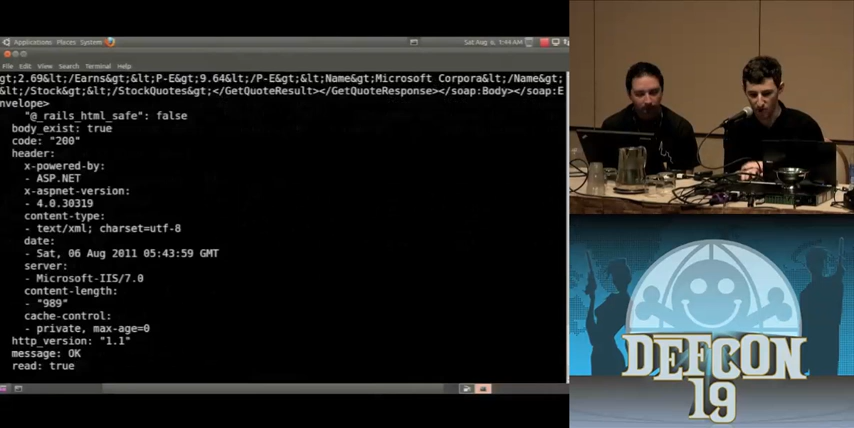 Applications Places System Sat Aug 6, 1:44 AM
File Edit View Search Terminal Help
gt;2.69&lt;/Earns&gt;&lt;P-E&gt;9.64&lt;/P-E&gt;&lt;Name&gt;Microsoft Corpora&lt;/Name&gt;
&lt;/Stock&gt;&lt;/StockQuotes&gt;</GetQuoteResult></GetQuoteResponse></soap:Body></soap:E
nvelope>
"@_rails_html_safe": false
body_exist: true
code: "200"
header:
x-powered-by:
- ASP.NET
x-aspnet-version:
- 4.0.30319
content-type:
- text/xml; charset=utf-8
date:
- Sat, 06 Aug 2011 05:43:59 GMT
server:
- Microsoft-IIS/7.0
content-length:
- "989"
cache-control:
- private, max-age=0
http_version: "1.1"
message: OK
read: true
DEFCON
19